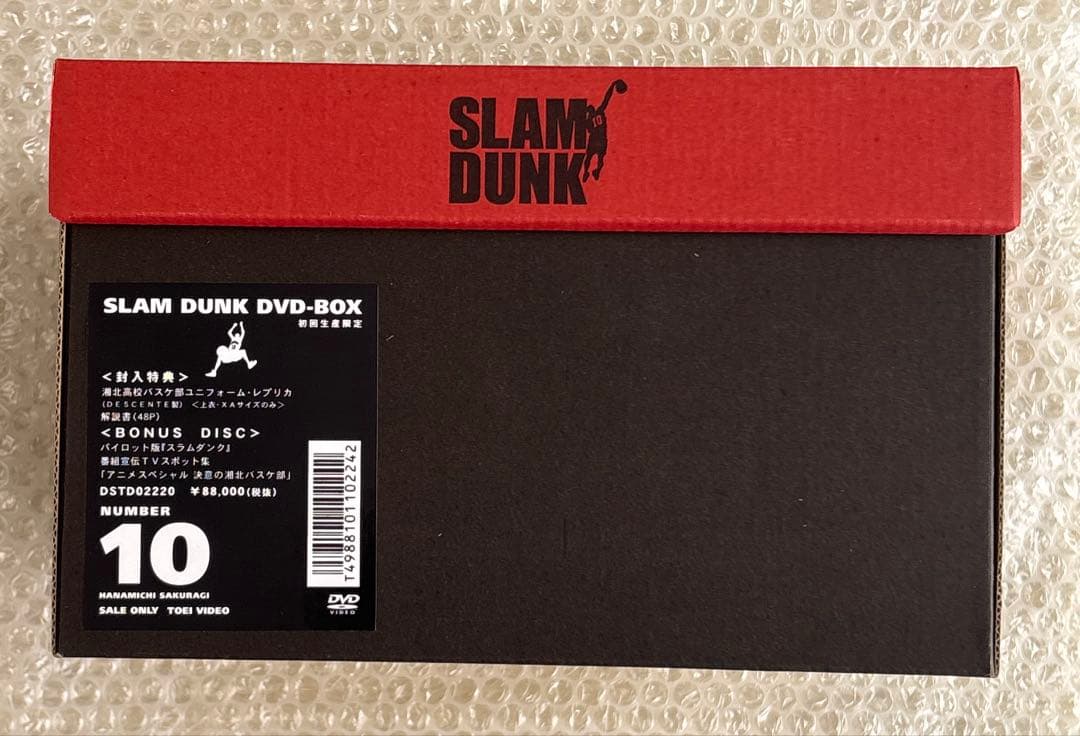 SLAM
DUNK
10
SLAM DUNK DVD-BOX
初回生産限定
＜封入特典＞
湘北高校バスケ部ユニフォーム・レプリカ
(DESCENTE製) ＜上衣・XAサイズのみ＞
解説書(48P)
＜BONUS DISC＞
パイロット版『スラムダンク』
番組宣伝TVスポット集
「アニメスペシャル 決意の湘北バスケ部」
DSTD02220 ¥88,000(税抜)
NUMBER
10
HANAMICHI SAKURAGI
SALE ONLY TOEI VIDEO
T4988101102242
DVD
VIDEO